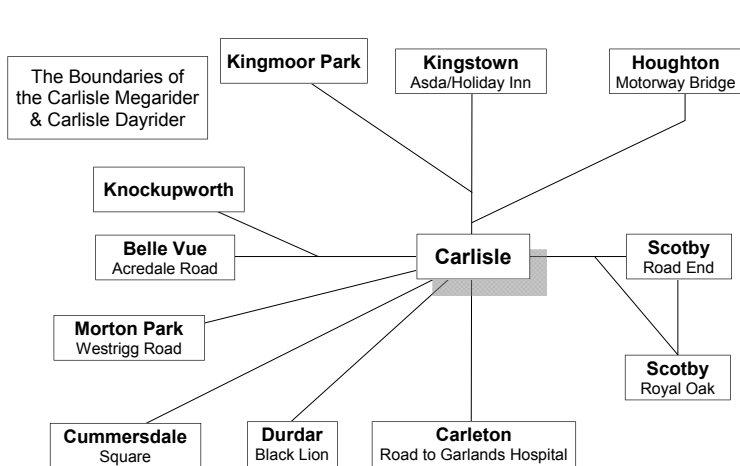 The Boundaries of
the Carlisle Megarider
& Carlisle Dayrider
Kingmoor Park
Kingstown
Asda/Holiday Inn
Houghton
Motorway Bridge
Knockupworth
Belle Vue
Acredale Road
Carlisle
Scotby
Road End
Morton Park
Westrigg Road
Scotby
Royal Oak
Cummersdale
Square
Durdar
Black Lion
Carleton
Road to Garlands Hospital